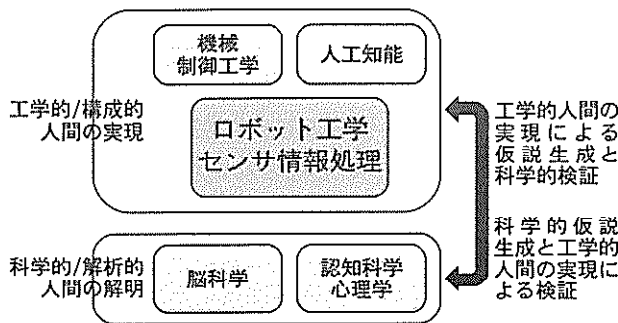 機械
制御工学
人工知能
工学的/構成的
人間の実現
ロボット工学
センサ情報処理
工学的人間の
実現による
仮説生成と
科学的検証
科学的/解析的
人間の解明
脳科学
認知科学
心理学
科学的仮説
生成と工学的
人間の実現に
よる検証